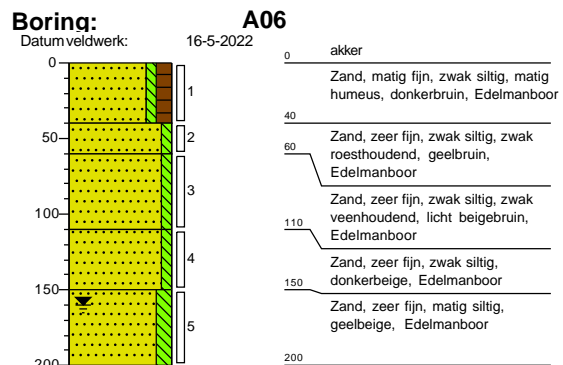 Boring: A06
Datum veldwerk: 16-5-2022
0
50
100
150
200
1
2
3
4
5
0 akker
Zand, matig fijn, zwak siltig, matig
humeus, donkerbruin, Edelmanboor
40
Zand, zeer fijn, zwak siltig, zwak
roesthoudend, geelbruin,
Edelmanboor
60
Zand, zeer fijn, zwak siltig, zwak
veenhoudend, licht beigebruin,
Edelmanboor
110
Zand, zeer fijn, zwak siltig,
donkerbeige, Edelmanboor
150
Zand, zeer fijn, matig siltig,
geelbeige, Edelmanboor
200